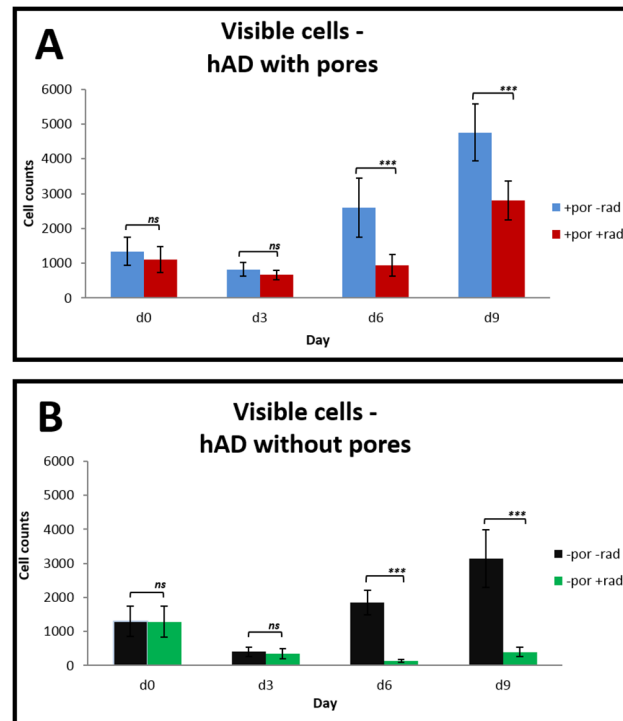 A
Visible cells -
hAD with pores
6000
5000
4000
3000
2000
1000
0
Cell counts
ns
ns
***
***
d0 d3 d6 d9
Day
+por -rad
+por +rad
B
Visible cells -
hAD without pores
6000
5000
4000
3000
2000
1000
0
Cell counts
ns
ns
***
***
d0 d3 d6 d9
Day
-por -rad
-por +rad